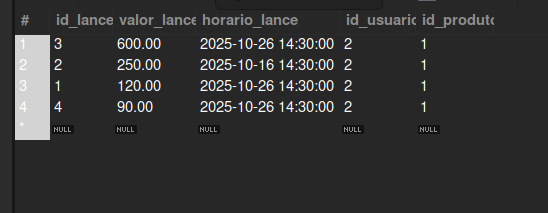 # id_lance valor_lance horario_lance id_usuaric id_produto
1 3 600.00 2025-10-26 14:30:00 2 1
2 2 250.00 2025-10-16 14:30:00 2 1
3 1 120.00 2025-10-26 14:30:00 2 1
4 4 90.00 2025-10-26 14:30:00 2 1
* NULL NULL NULL NULL NULL